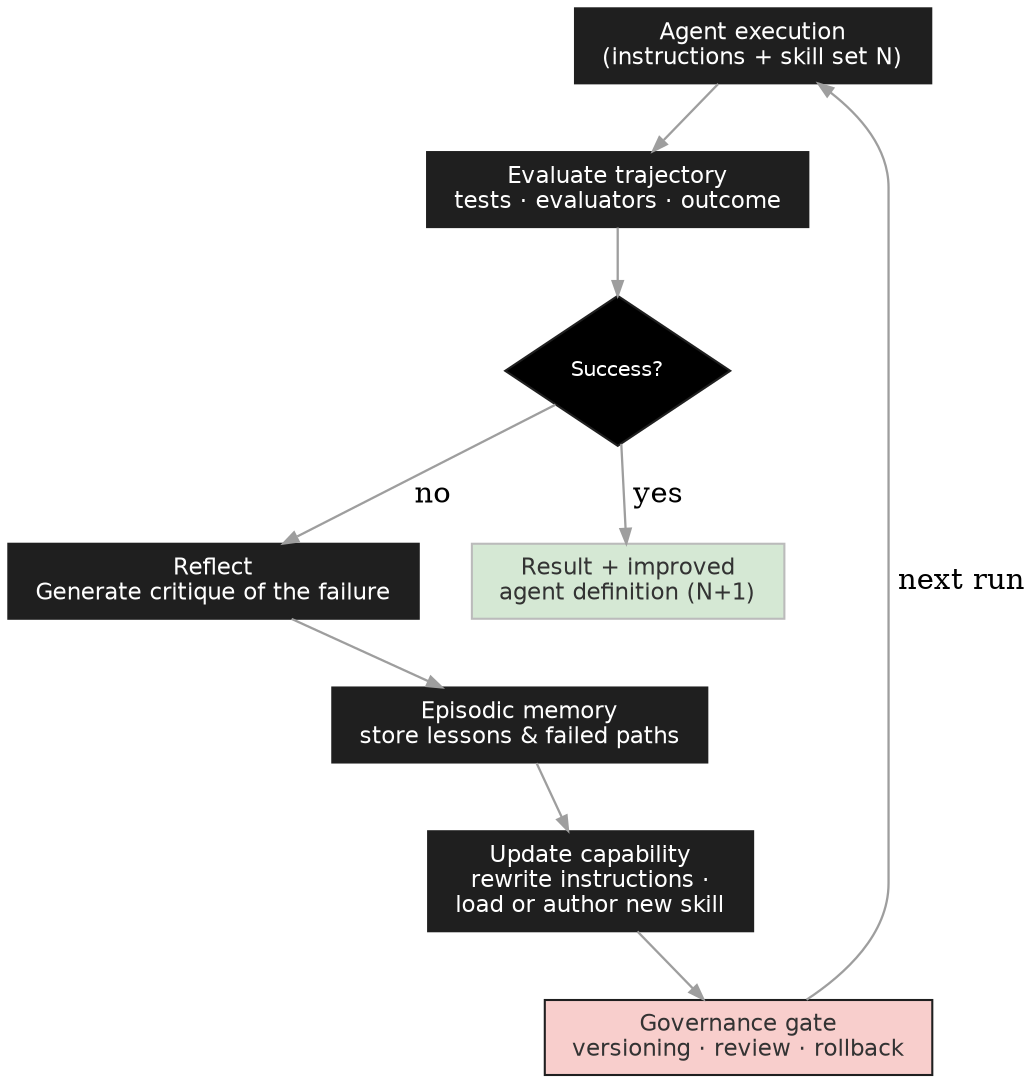 Agent execution
(instructions + skill set N)
Evaluate trajectory
tests · evaluators · outcome
Success?
no
yes
Reflect
Generate critique of the failure
Result + improved
agent definition (N+1)
next run
Episodic memory
store lessons & failed paths
Update capability
rewrite instructions ·
load or author new skill
Governance gate
versioning · review · rollback